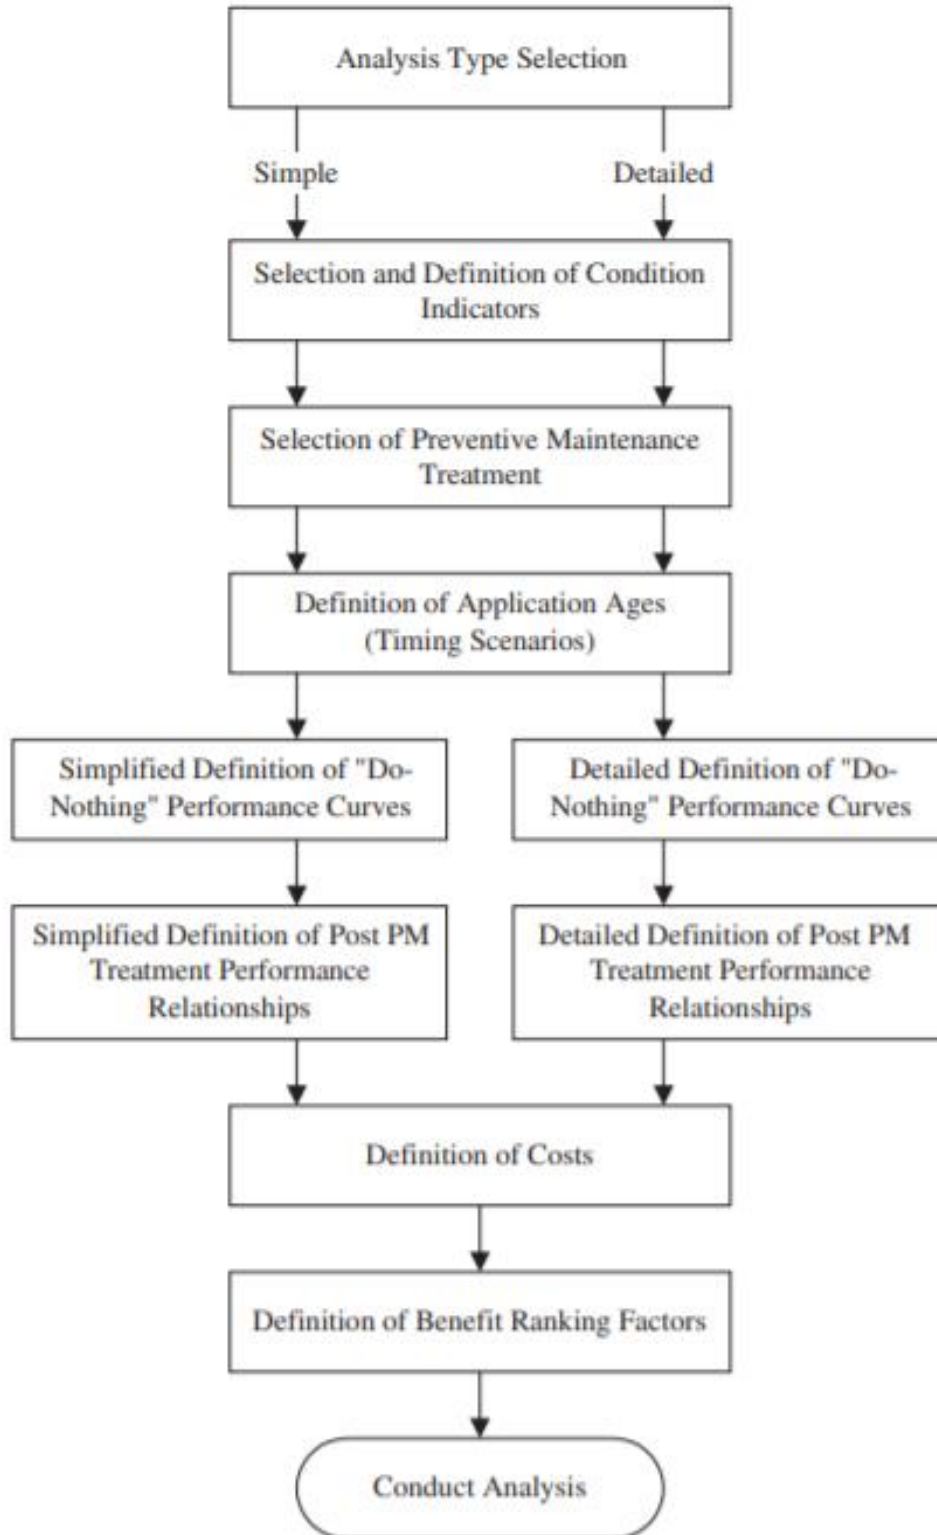 Analysis Type Selection
Simple
Detailed
Selection and Definition of Condition
Indicators
Selection of Preventive Maintenance
Treatment
Definition of Application Ages
(Timing Scenarios)
Simplified Definition of "Do-
Nothing" Performance Curves
Detailed Definition of "Do-
Nothing" Performance Curves
Simplified Definition of Post PM
Treatment Performance
Relationships
Detailed Definition of Post PM
Treatment Performance
Relationships
Definition of Costs
Definition of Benefit Ranking Factors
Conduct Analysis